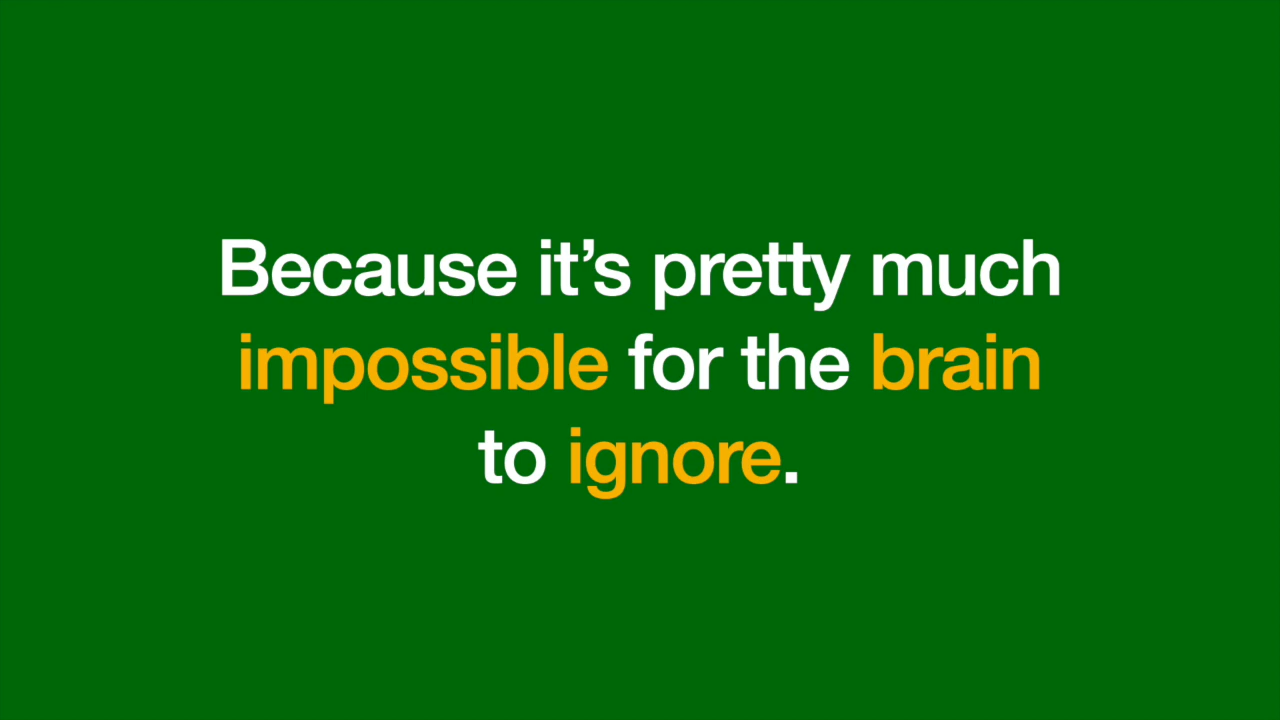 Because it’s pretty much
impossible for the brain
to ignore.